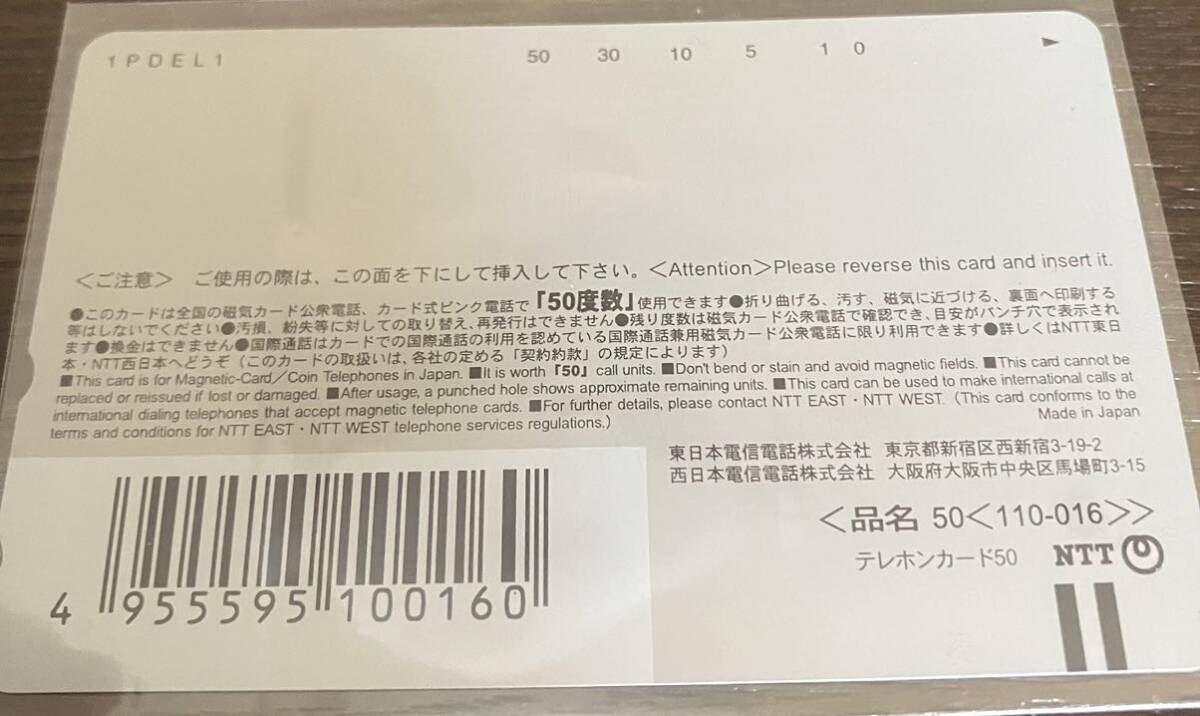 1PDEL1 50 30 10 5 1 0
<ご注意> ご使用の際は、この面を下にして挿入して下さい。<Attention>Please reverse this card and insert it.
●このカードは全国の磁気カード公衆電話、カード式ピンク電話で「50度数」使用できます●折り曲げる、汚す、磁気に近づける、裏面へ印刷する
等はしないでください●汚損、紛失等に対しての取り替え、再発行はできません●残り度数は磁気カード公衆電話で確認でき、目安がパンチ穴で表示され
ます●換金はできません●国際通話はカードでの国際通話の利用を認めている国際通話兼用磁気カード公衆電話に限り利用できます●詳しくはNTT東日
本・NTT西日本へどうぞ(このカードの取扱いは、各社の定める「契約約款」の規定によります)
■This card is for Magnetic-Card/Coin Telephones in Japan. ■It is worth「50」call units. ■Don't bend or stain and avoid magnetic fields. ■This card cannot be
replaced or reissued if lost or damaged. ■After usage, a punched hole shows approximate remaining units. ■This card can be used to make international calls at
international dialing telephones that accept magnetic telephone cards. ■For further details, please contact NTT EAST・NTT WEST. (This card conforms to the
terms and conditions for NTT EAST・NTT WEST telephone services regulations.)
Made in Japan
東日本電信電話株式会社 東京都新宿区西新宿3-19-2
西日本電信電話株式会社 大阪府大阪市中央区馬場町3-15
<品名 50<110-016>>
テレホンカード50 NTT
4 955595 100160